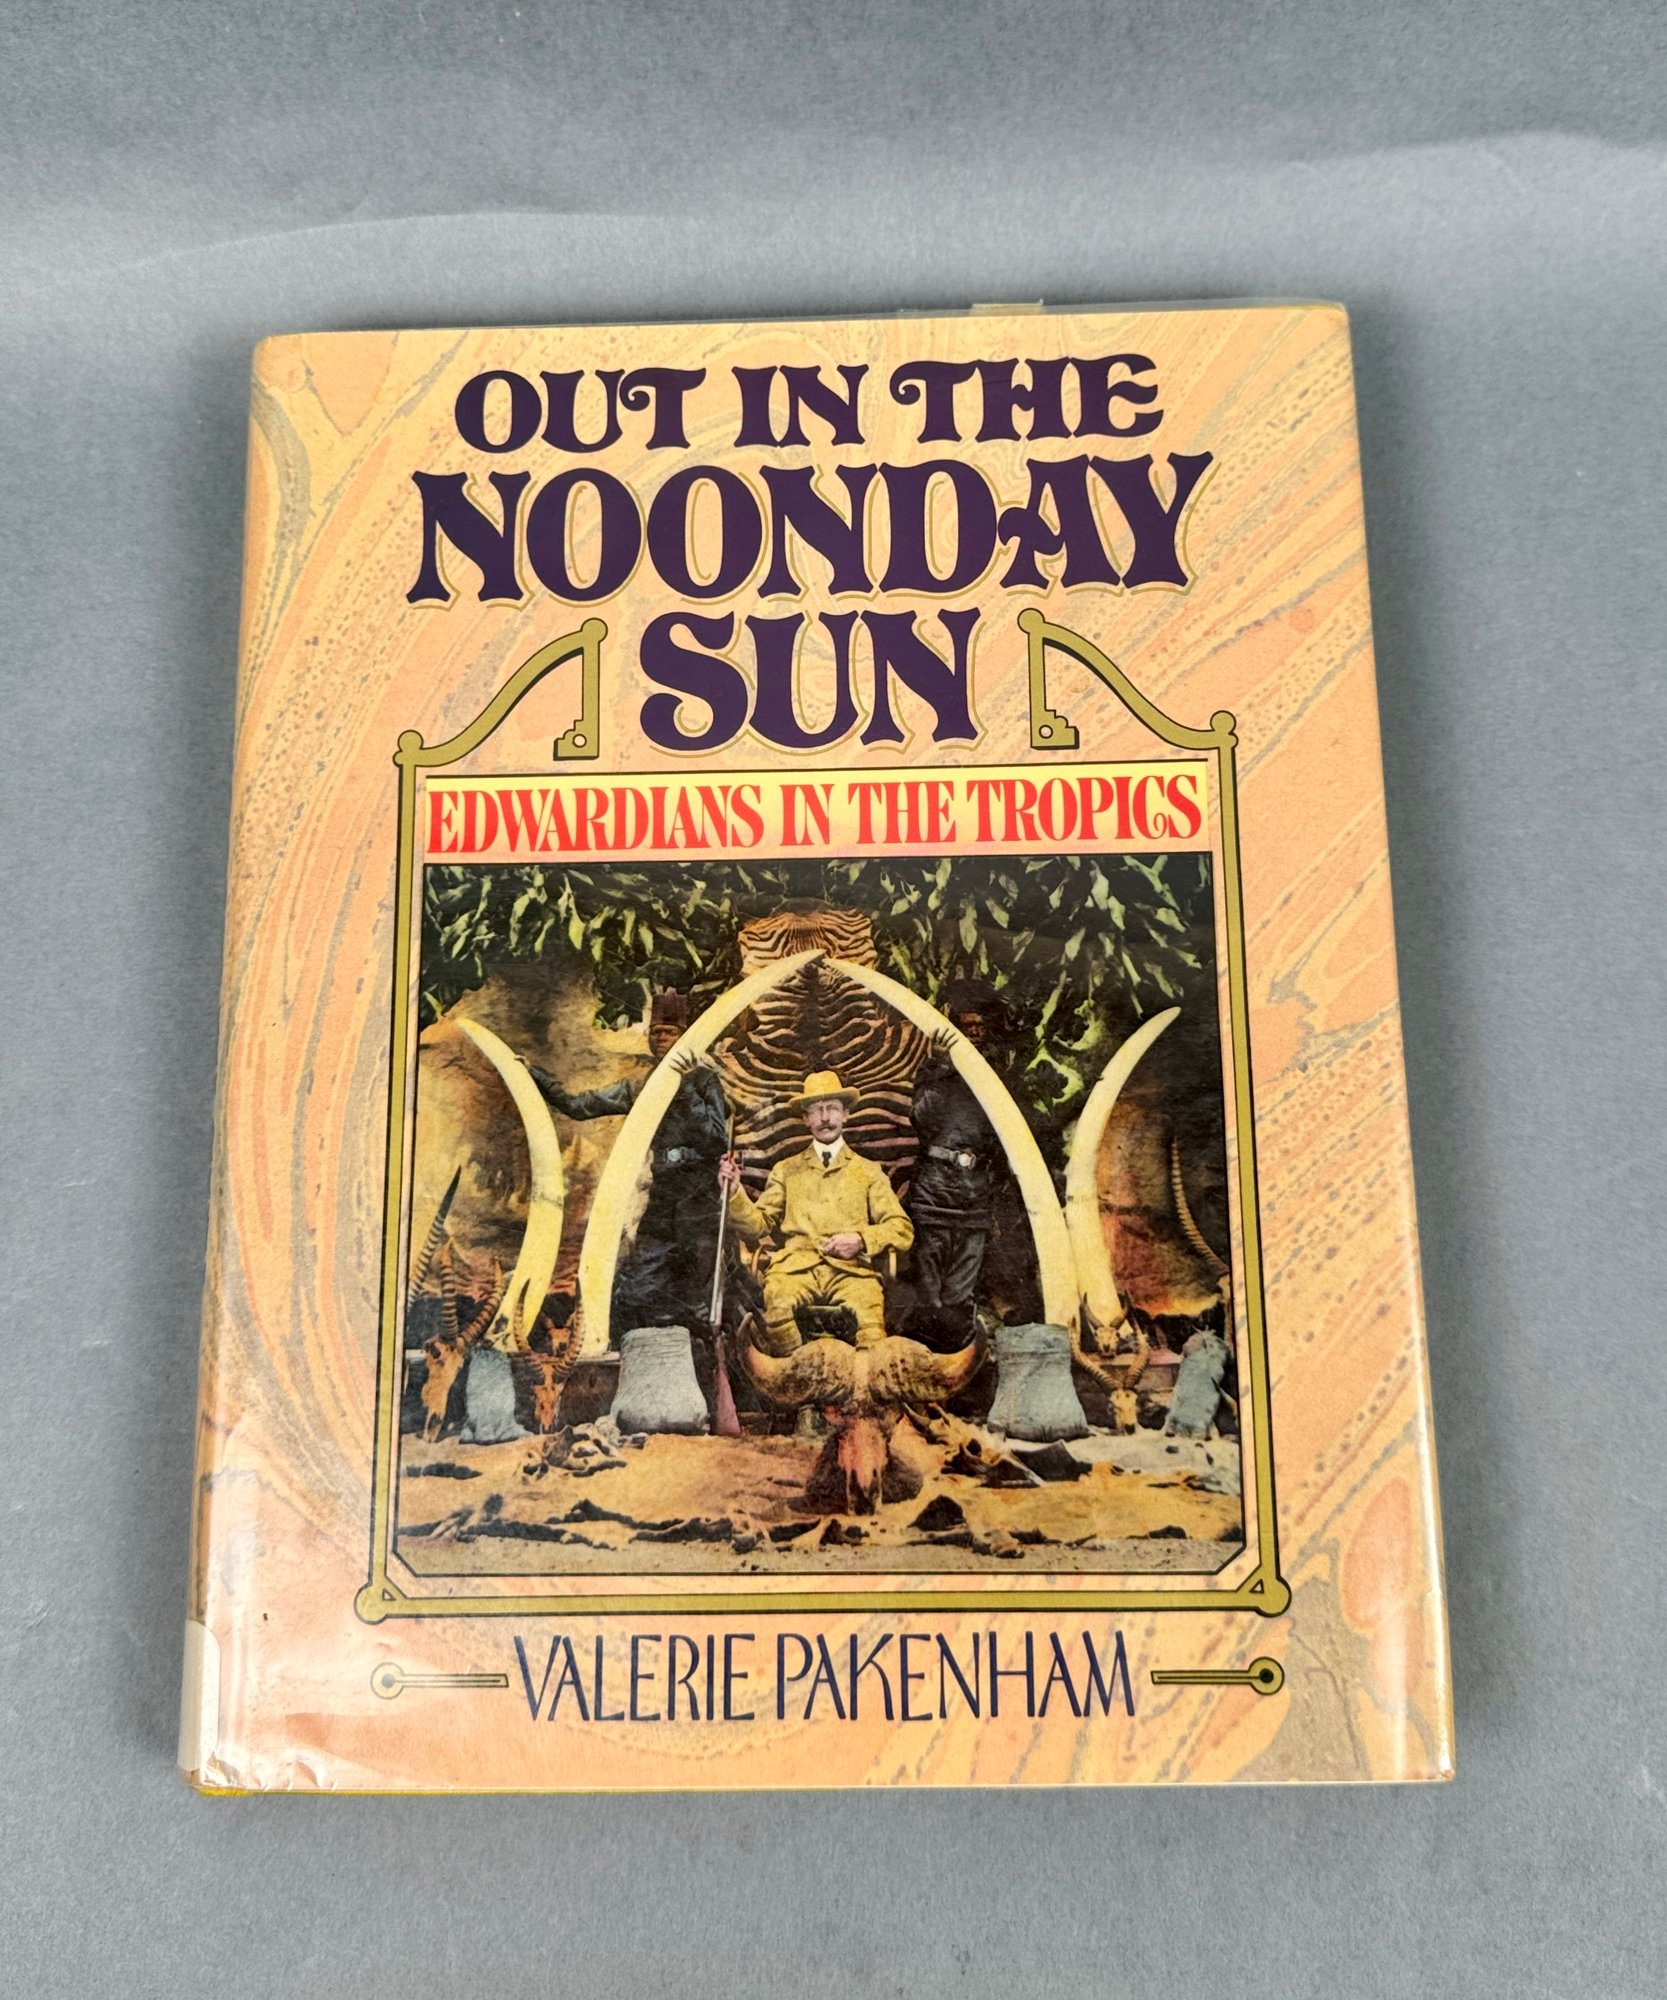 OUT IN THE
NOONDAY
SUN
EDWARDIANS IN THE TROPICS
VALERIE PAKENHAM